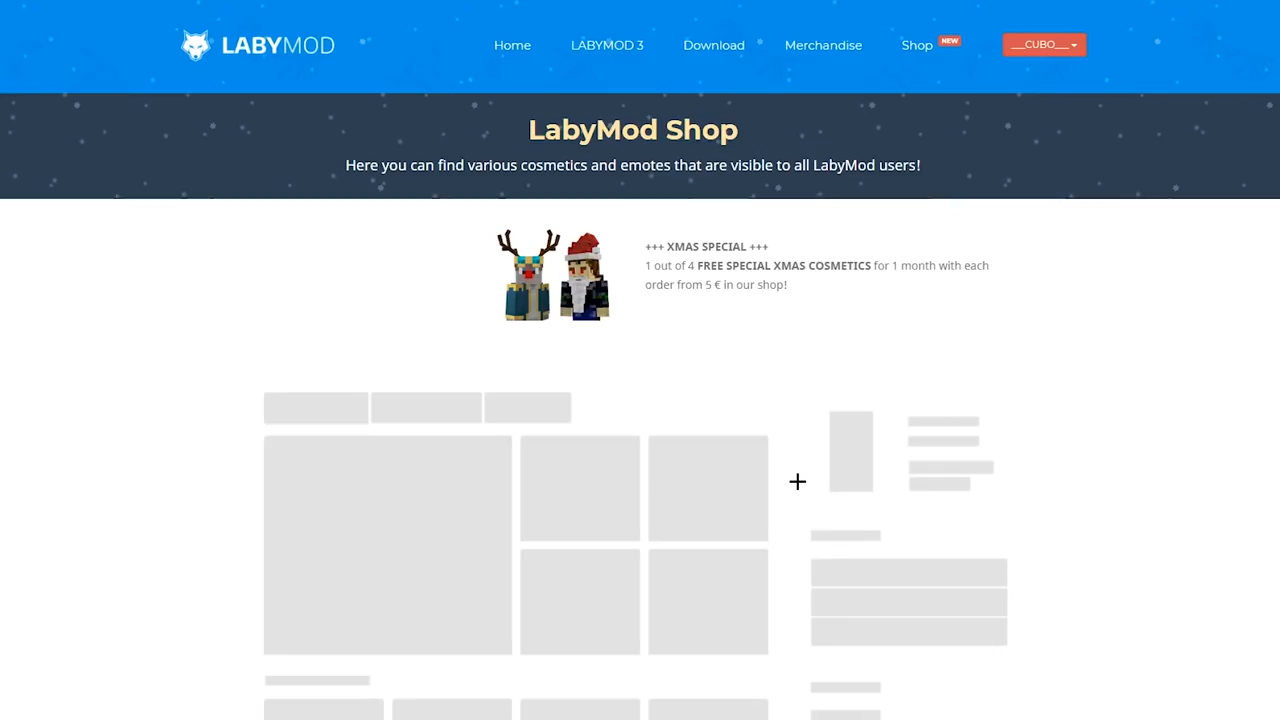 LABYMOD
Home
LABYMOD 3
Download
Merchandise
Shop
NEW
___CUBO___
LabyMod Shop
Here you can find various cosmetics and emotes that are visible to all LabyMod users!
+++ XMAS SPECIAL +++
1 out of 4 FREE SPECIAL XMAS COSMETICS for 1 month with each
order from 5 € in our shop!